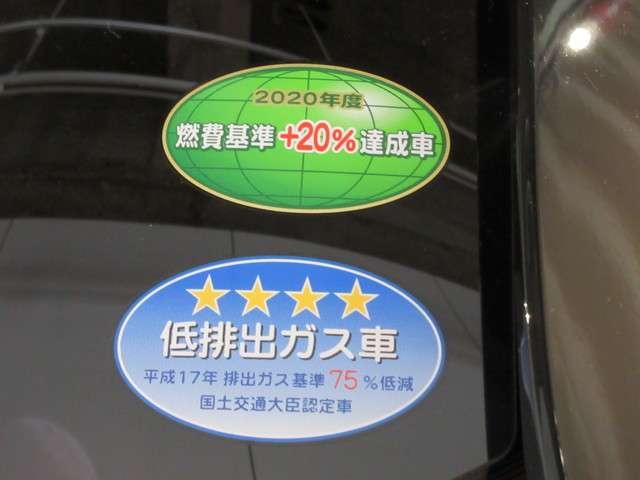 2020年度
燃費基準+20%達成車
低排出ガス車
平成17年 排出ガス基準 75%低減
国土交通大臣認定車